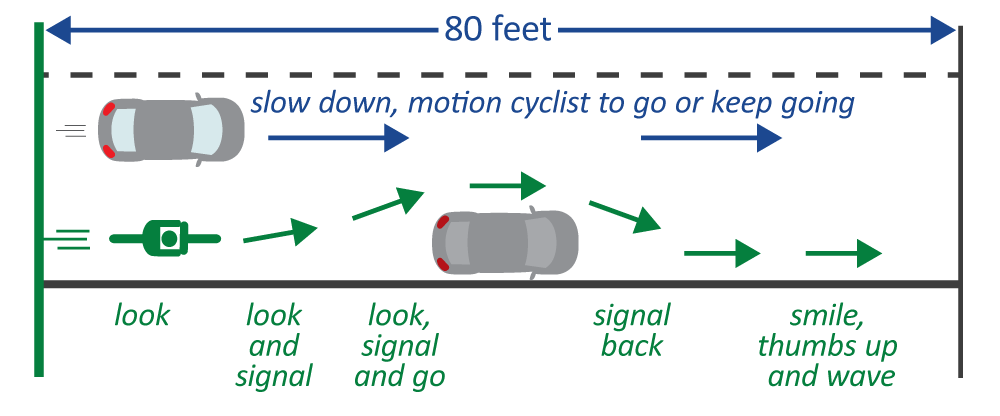 80 feet
slow down, motion cyclist to go or keep going
look
look
and
signal
look,
signal
and go
signal
back
smile,
thumbs up
and wave